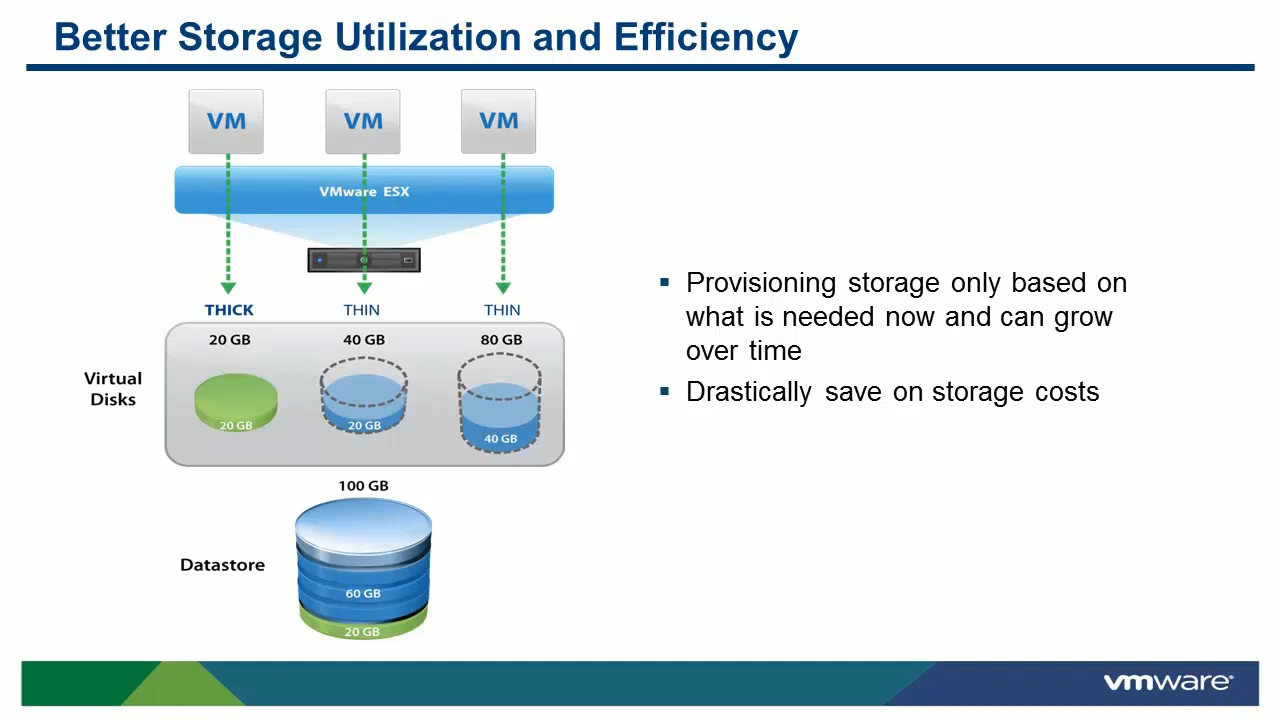 Better Storage Utilization and Efficiency
VM VM VM
VMware ESX
THICK THIN THIN
20 GB 40 GB 80 GB
Virtual
Disks
20 GB 20 GB 40 GB
100 GB
Datastore
60 GB
20 GB
▪ Provisioning storage only based on
what is needed now and can grow
over time
▪ Drastically save on storage costs
vmware®